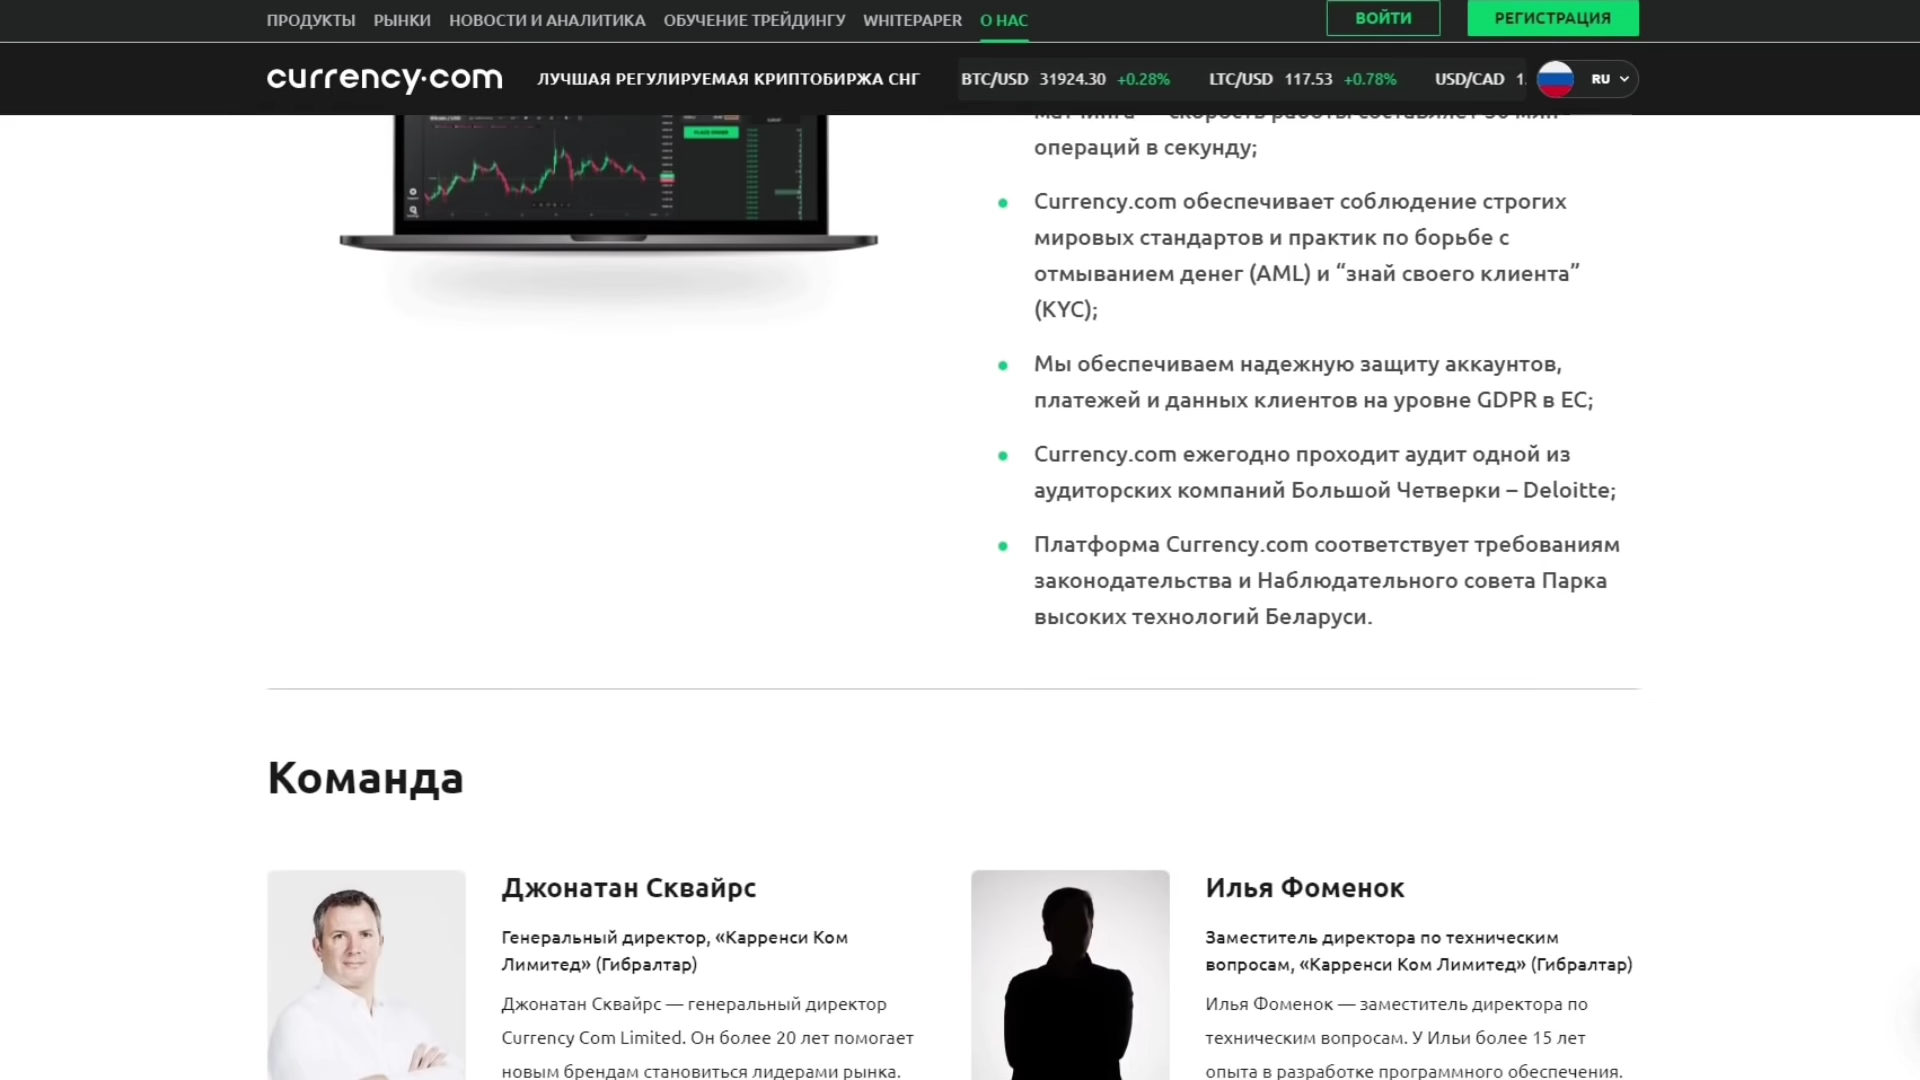 ПРОДУКТЫ РЫНКИ НОВОСТИ И АНАЛИТИКА ОБУЧЕНИЕ ТРЕЙДИНГУ WHITEPAPER О НАС ВОЙТИ РЕГИСТРАЦИЯ
currency.com ЛУЧШАЯ РЕГУЛИРУЕМАЯ КРИПТОБИРЖА СНГ BTC/USD 31924.30 +0.28% LTC/USD 117.53 +0.78% USD/CAD 1. RU
матчинга — скорость работы составляет 50 млн
операций в секунду;
Currency.com обеспечивает соблюдение строгих
мировых стандартов и практик по борьбе с
отмыванием денег (AML) и “знай своего клиента”
(KYC);
Мы обеспечиваем надежную защиту аккаунтов,
платежей и данных клиентов на уровне GDPR в ЕС;
Currency.com ежегодно проходит аудит одной из
аудиторских компаний Большой Четверки – Deloitte;
Платформа Currency.com соответствует требованиям
законодательства и Наблюдательного совета Парка
высоких технологий Беларуси.
Команда
Джонатан Сквайрс
Генеральный директор, «Карренси Ком
Лимитед» (Гибралтар)
Джонатан Сквайрс — генеральный директор
Currency Com Limited. Он более 20 лет помогает
новым брендам становиться лидерами рынка.
Илья Фоменок
Заместитель директора по техническим
вопросам, «Карренси Ком Лимитед» (Гибралтар)
Илья Фоменок — заместитель директора по
техническим вопросам. У Ильи более 15 лет
опыта в разработке программного обеспечения.